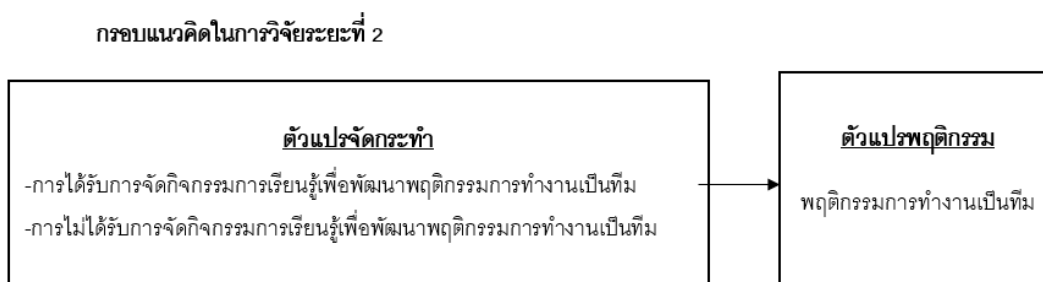 กรอบแนวคิดในการวิจัยระยะที่ 2
ตัวแปรจัดกระทำ
-การได้รับการจัดกิจกรรมการเรียนรู้เพื่อพัฒนาพฤติกรรมการทำงานเป็นทีม
-การไม่ได้รับการจัดกิจกรรมการเรียนรู้เพื่อพัฒนาพฤติกรรมการทำงานเป็นทีม
ตัวแปรพฤติกรรม
พฤติกรรมการทำงานเป็นทีม